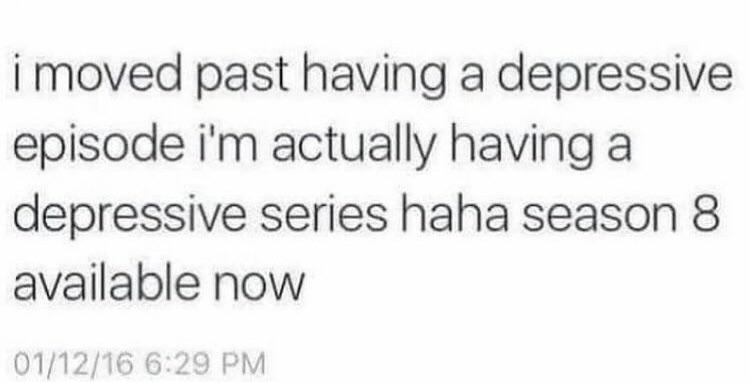 i moved past having a depressive
episode i'm actually having a
depressive series haha season 8
available now
01/12/16 6:29 PM